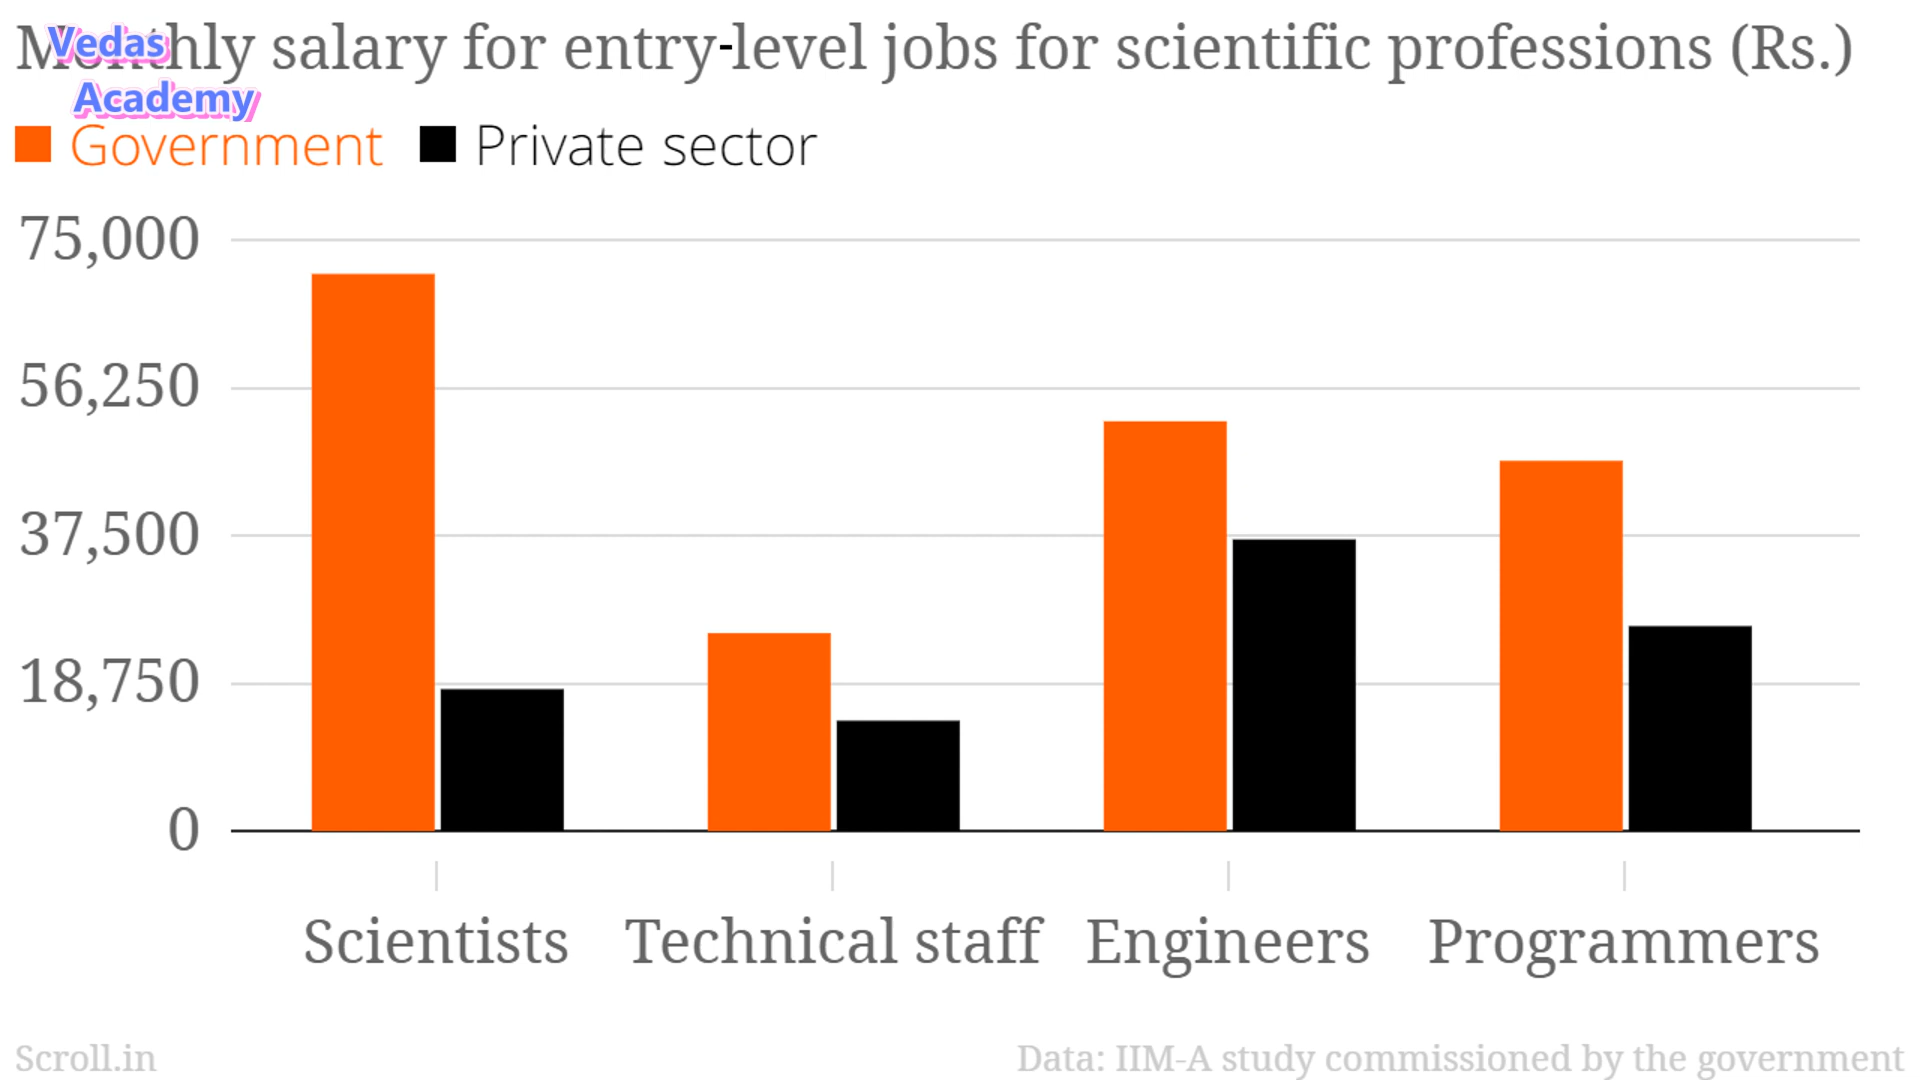 Monthly salary for entry-level jobs for scientific professions (Rs.)
Vedas
Academy
Government Private sector
75,000
56,250
37,500
18,750
0
Scientists Technical staff Engineers Programmers
Scroll.in Data: IIM-A study commissioned by the government